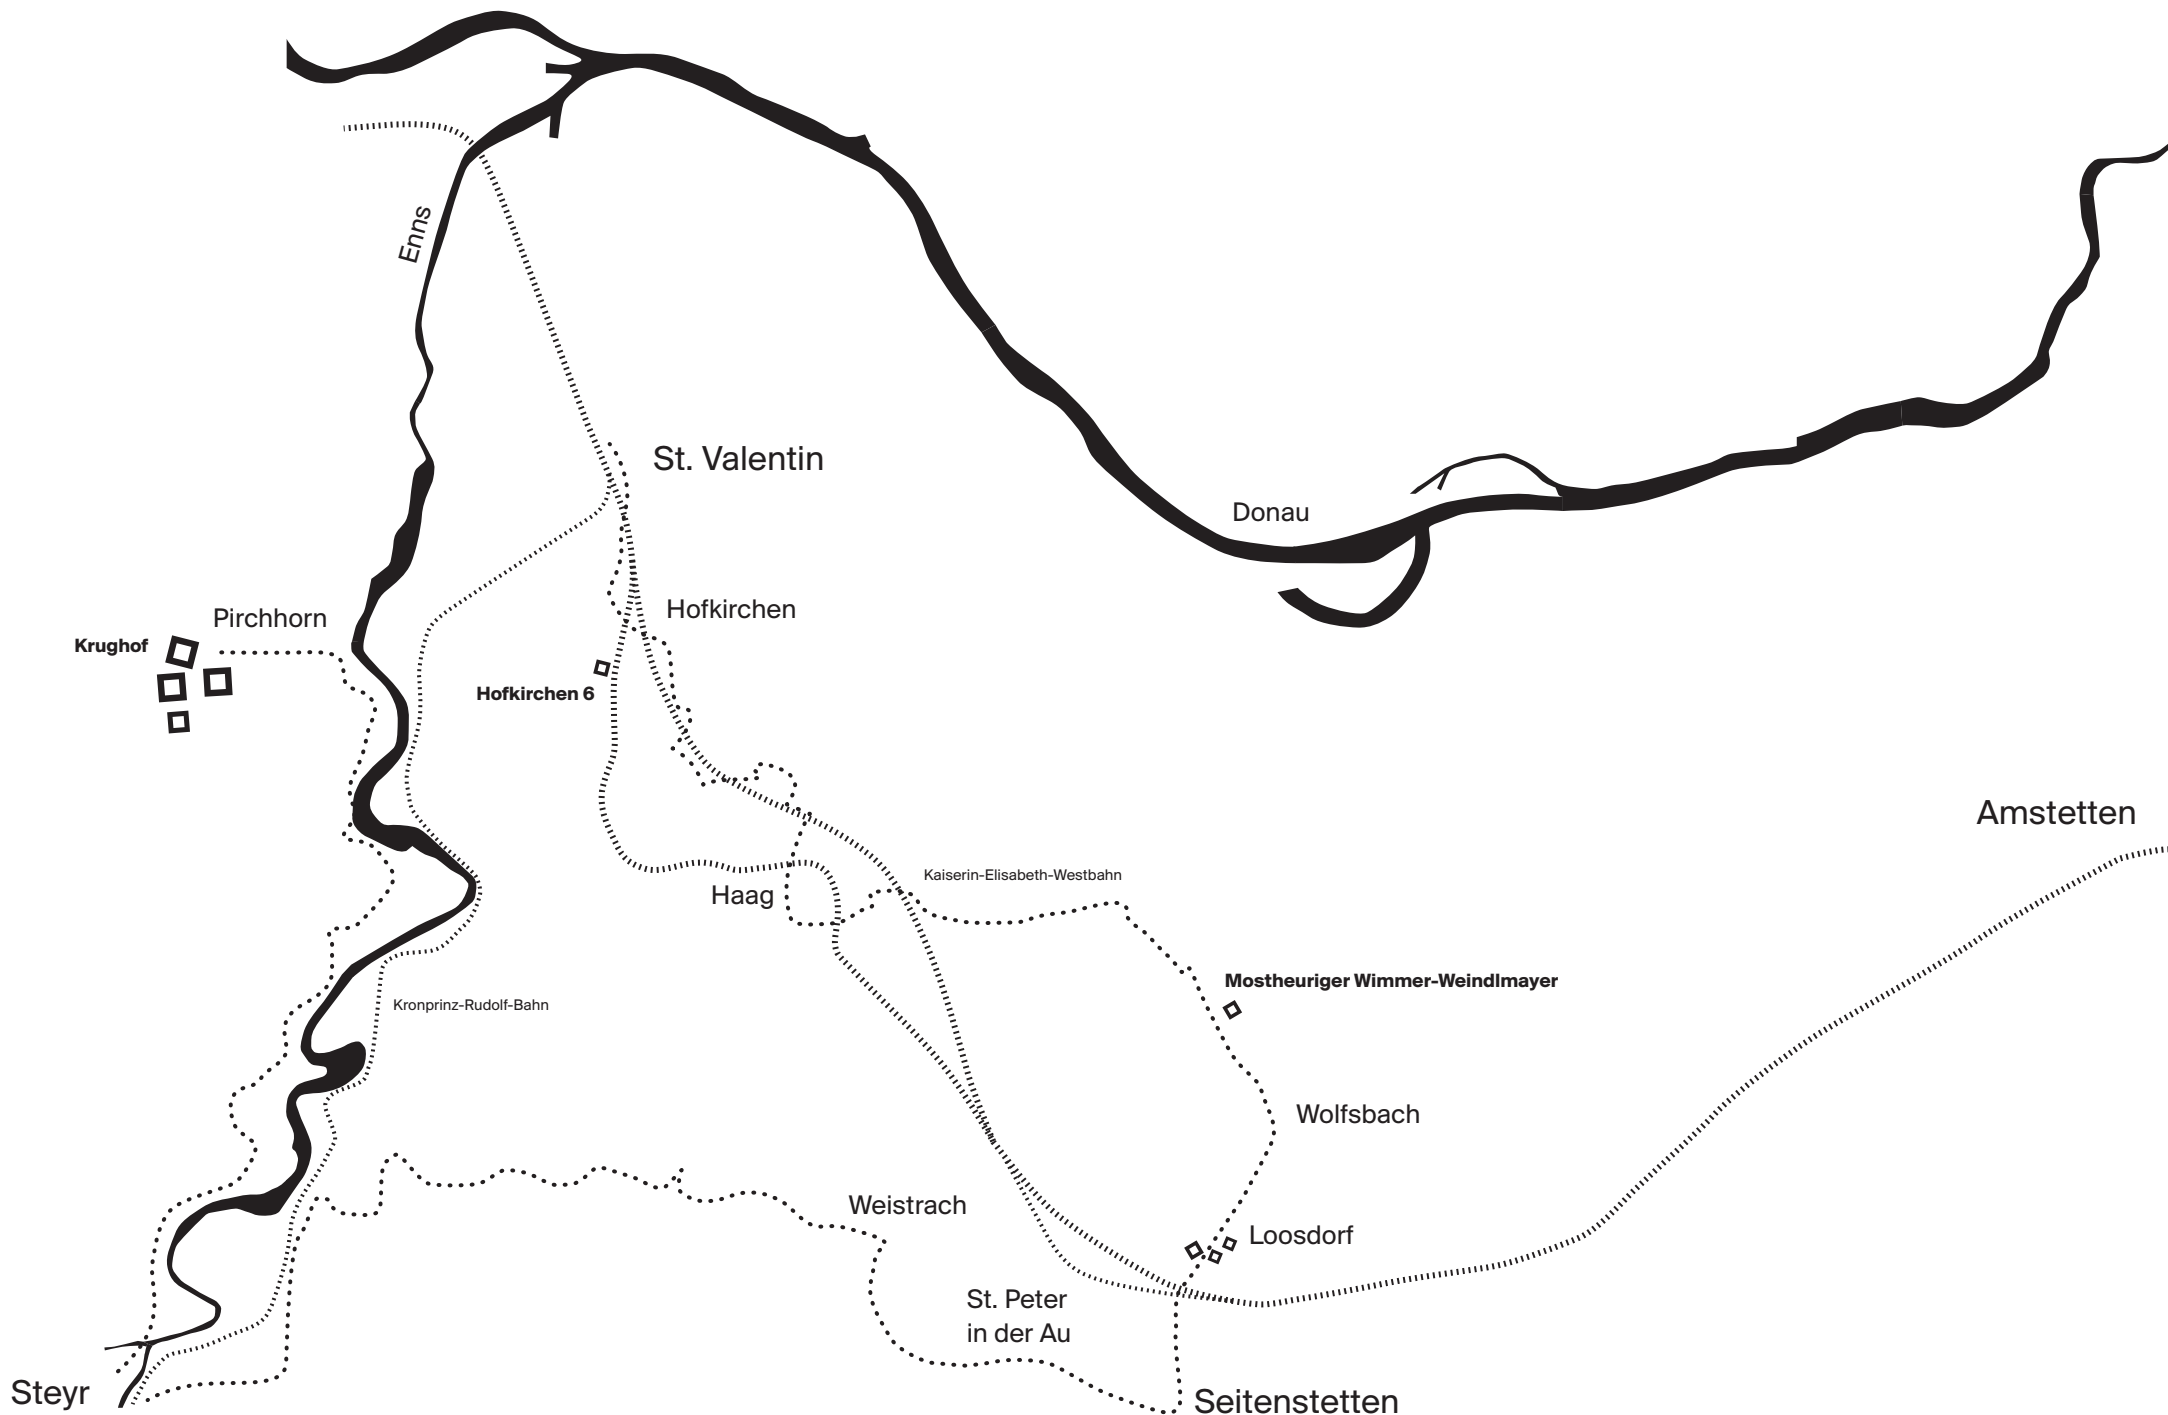 Enns
St. Valentin
Donau
Pirchhorn
Hofkirchen
Krughof
Hofkirchen 6
Amstetten
Kaiserin-Elisabeth-Westbahn
Haag
Mostheuriger Wimmer-Weindlmayer
Kronprinz-Rudolf-Bahn
Wolfsbach
Weistrach
Loosdorf
St. Peter
in der Au
Steyr
Seitenstetten